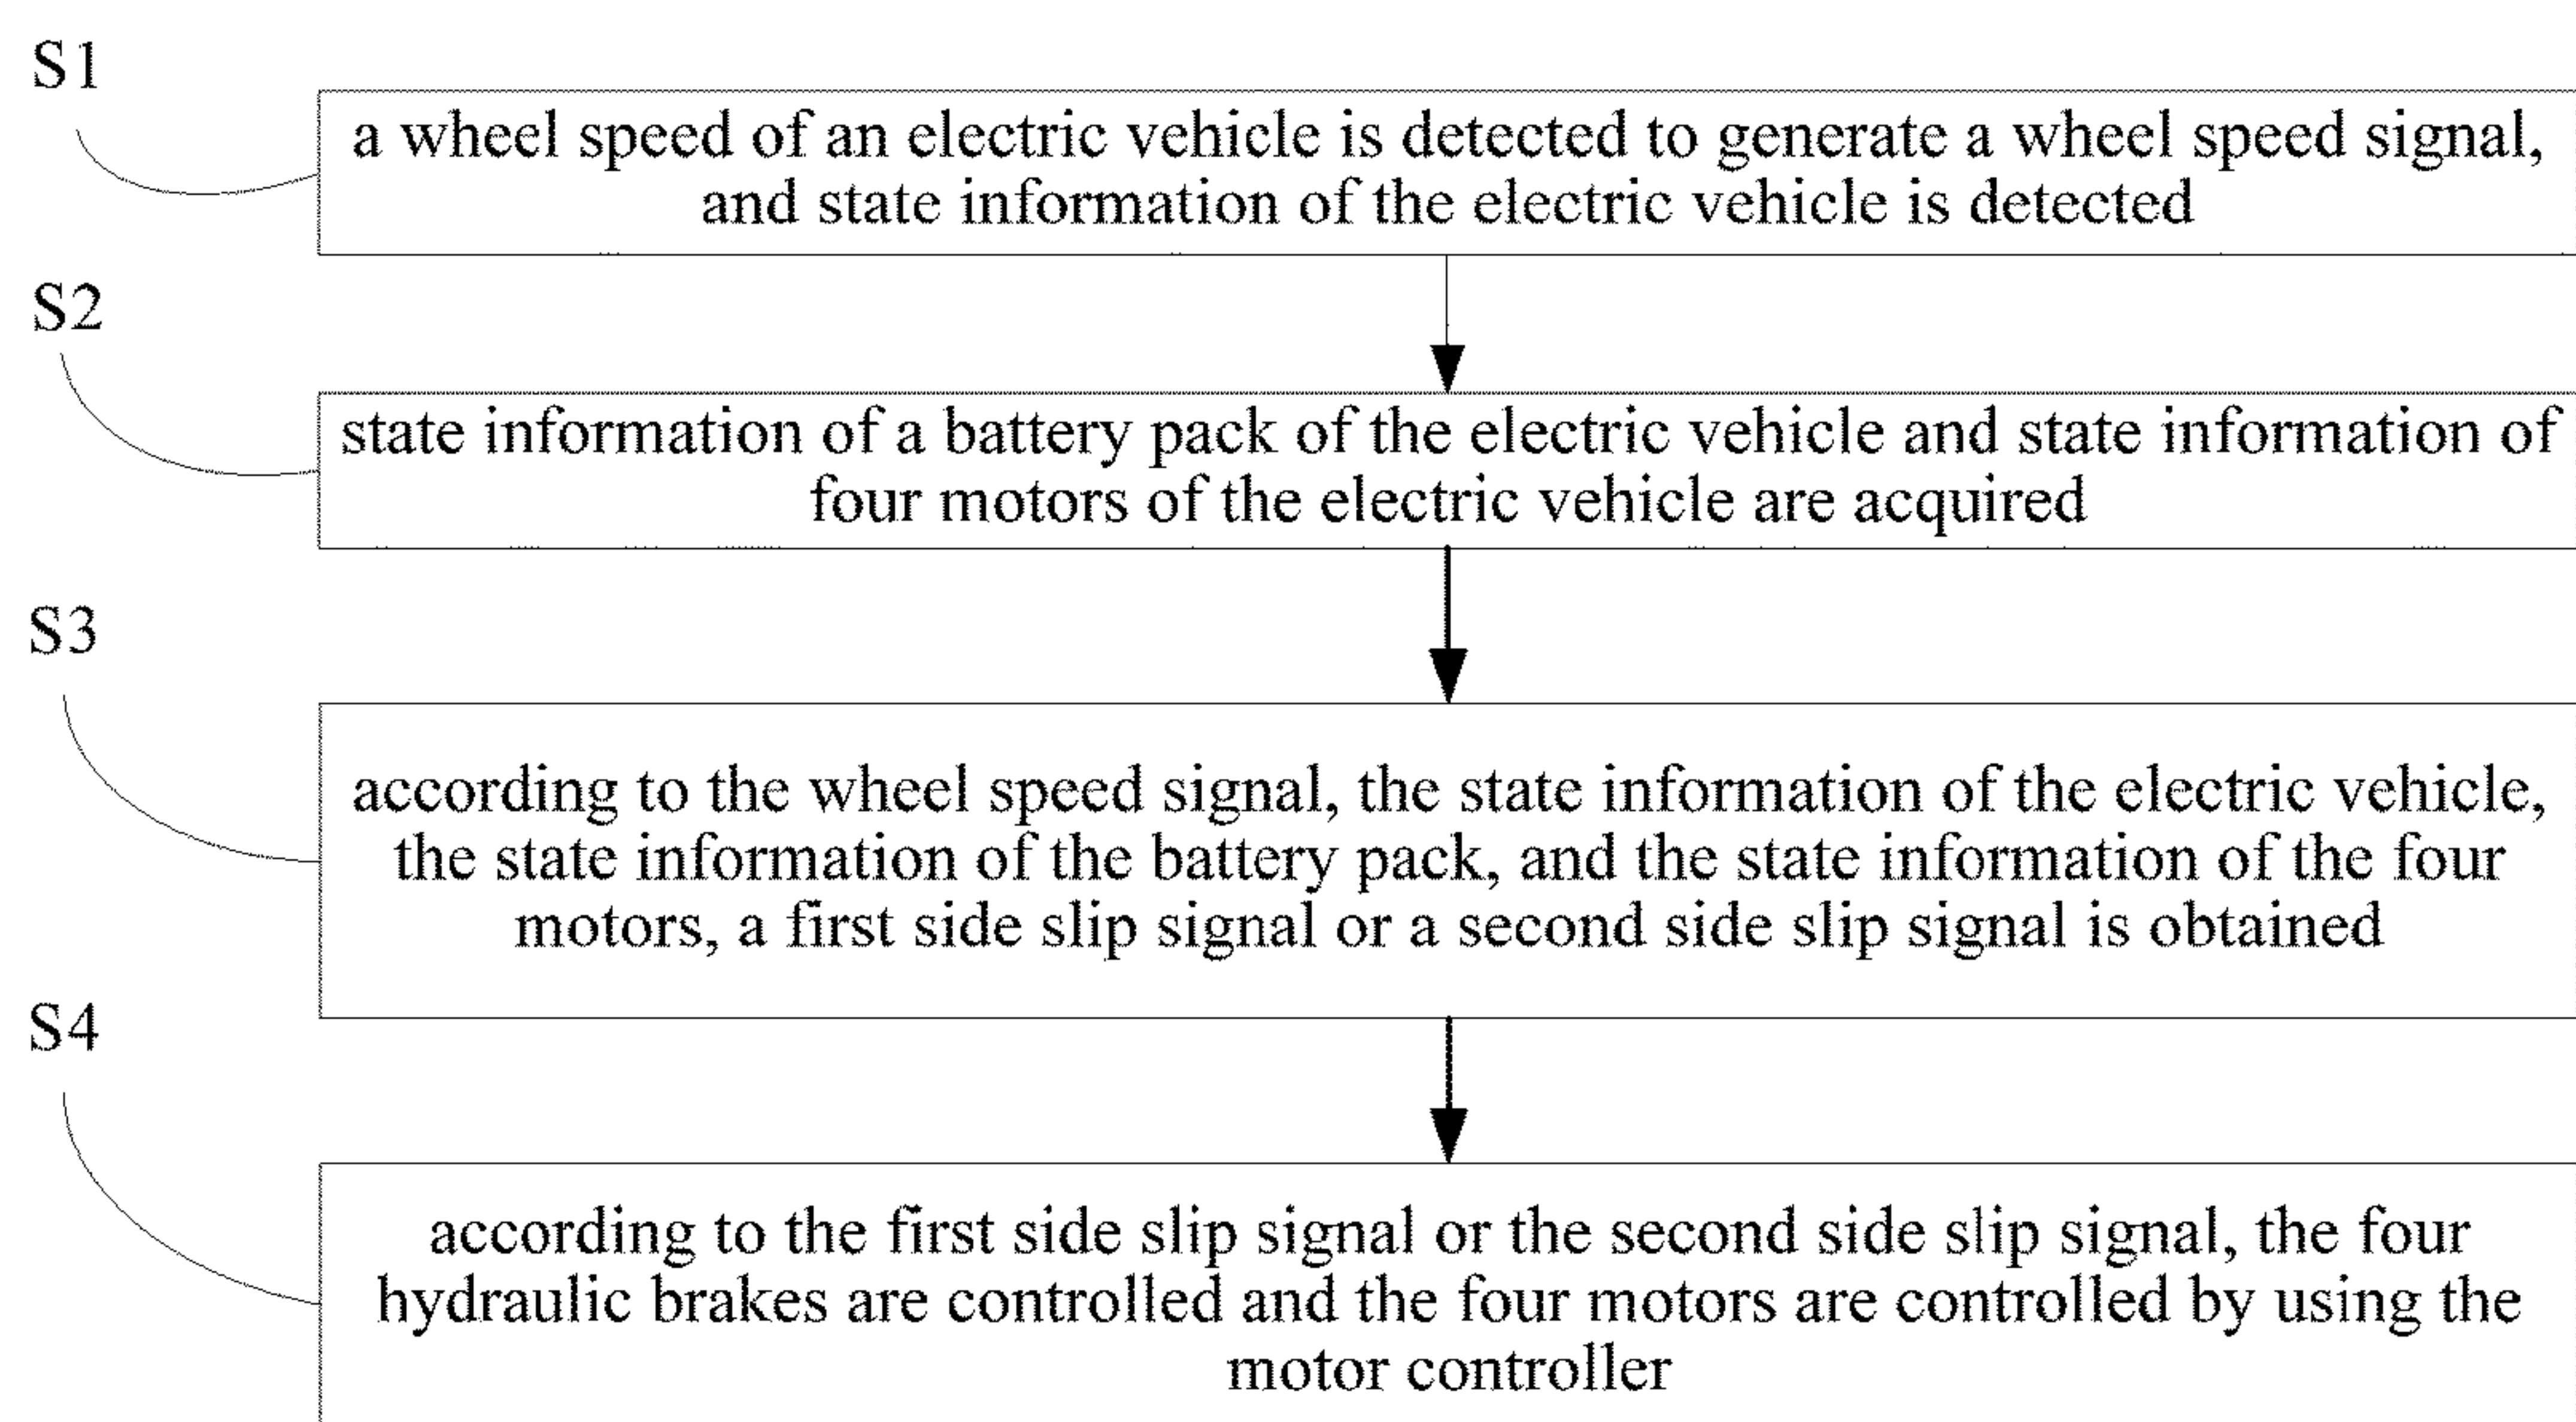 S1
a wheel speed of an electric vehicle is detected to generate a wheel speed signal,
and state information of the electric vehicle is detected
S2
state information of a battery pack of the electric vehicle and state information of
four motors of the electric vehicle are acquired
S3
according to the wheel speed signal, the state information of the electric vehicle,
the state information of the battery pack, and the state information of the four
motors, a first side slip signal or a second side slip signal is obtained
S4
according to the first side slip signal or the second side slip signal, the four
hydraulic brakes are controlled and the four motors are controlled by using the
motor controller